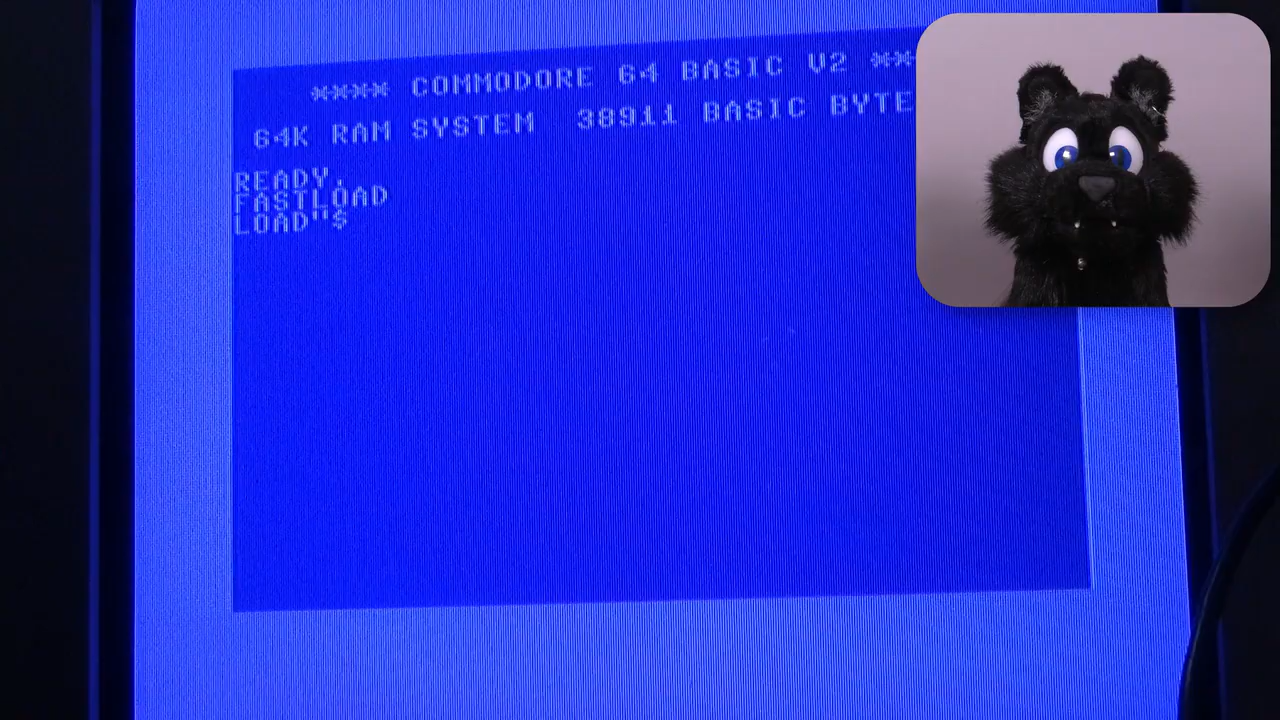 **** COMMODORE 64 BASIC V2 **
64K RAM SYSTEM 38911 BASIC BYTE
READY.
FASTLOAD
LOAD"$